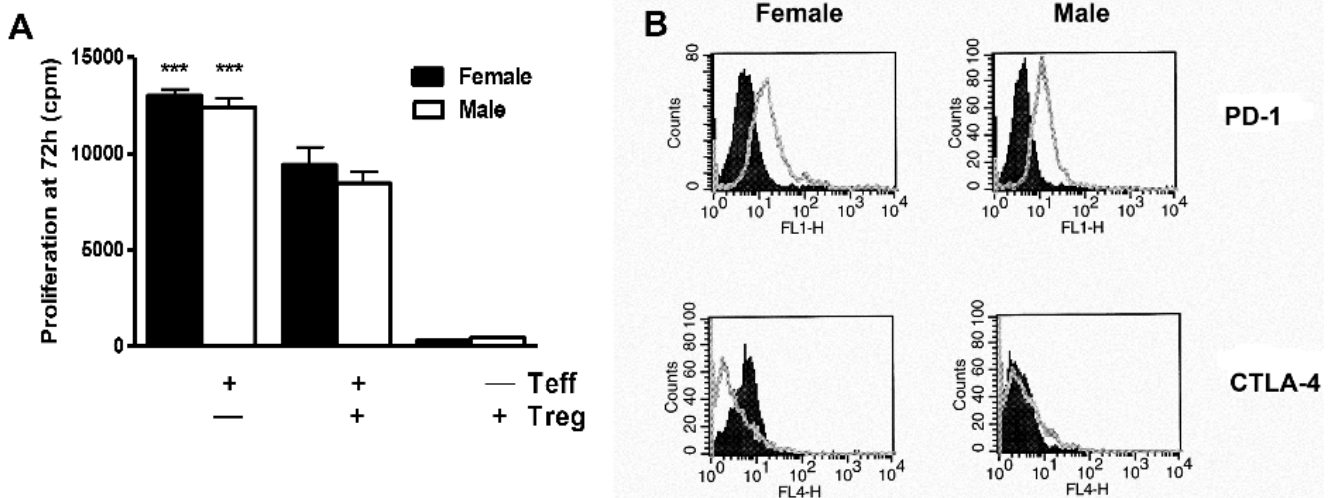 A
Proliferation at 72h (cpm)
15000
10000
5000
0
*** ***
Female
Male
+ + — Teff
— + + Treg
B
Female Male
80
0
Counts
10^0 10^1 10^2 10^3 10^4
FL1-H
100
80
60
40
20
0
Counts
10^0 10^1 10^2 10^3 10^4
FL1-H
PD-1
100
80
60
40
20
0
Counts
10^0 10^1 10^2 10^3 10^4
FL4-H
100
80
60
40
20
0
Counts
10^0 10^1 10^2 10^3 10^4
FL4-H
CTLA-4